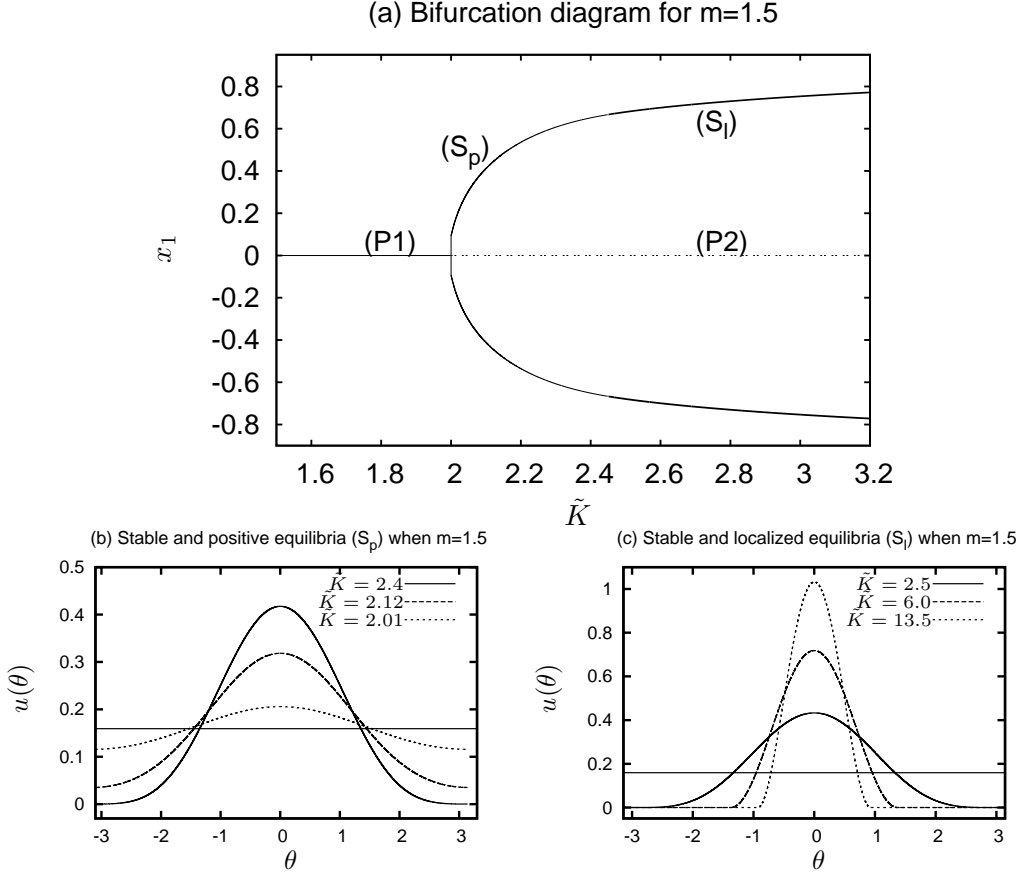 (a) Bifurcation diagram for m=1.5
0.8
0.6
(S_l)
(S_p)
0.4
0.2
x_1
0
(P1)
(P2)
-0.2
-0.4
-0.6
-0.8
1.6 1.8 2 2.2 2.4 2.6 2.8 3 3.2
K̃
(b) Stable and positive equilibria (S_p) when m=1.5
0.5
K̃ = 2.4
K̃ = 2.12
K̃ = 2.01
0.4
0.3
u(θ)
0.2
0.1
0
-3 -2 -1 0 1 2 3
θ
(c) Stable and localized equilibria (S_l) when m=1.5
K̃ = 2.5
K̃ = 6.0
K̃ = 13.5
1
0.8
0.6
u(θ)
0.4
0.2
0
-3 -2 -1 0 1 2 3
θ